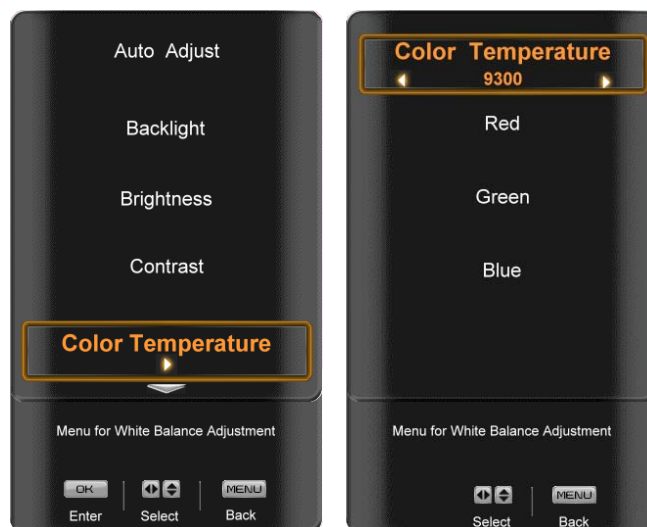 Auto Adjust
Backlight
Brightness
Contrast
Color Temperature
Menu for White Balance Adjustment
OK
MENU
Enter
Select
Back
Color Temperature
9300
Red
Green
Blue
Menu for White Balance Adjustment
MENU
Select
Back